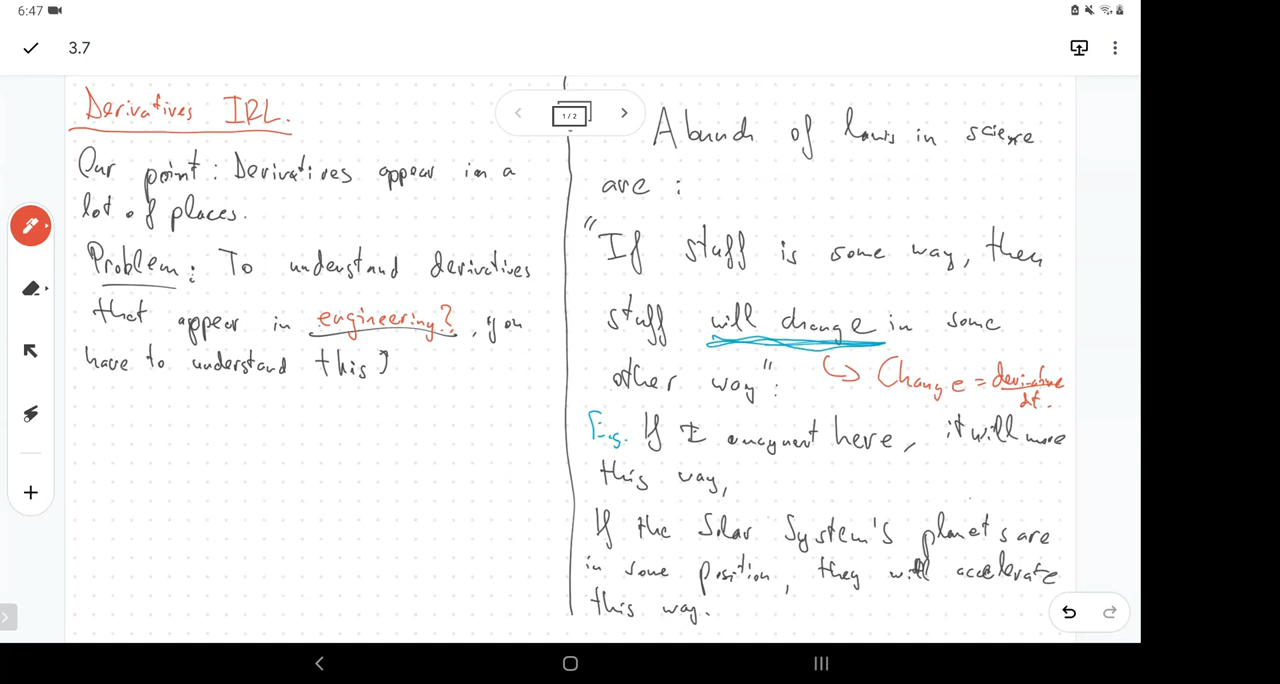 6:47
3.7
Derivatives IRL.
Our point: Derivatives appear in a
lot of places.
Problem: To understand derivatives
that appear in engineering?, you
have to understand this
1 / 2
A bunch of laws in science
are:
"If stuff is some way, then
stuff will change in some
other way":
Change = derivative
dt.
E.g. If I magnet here, it will move
this way,
If the Solar System's planets are
in some position, they will accelerate
this way.